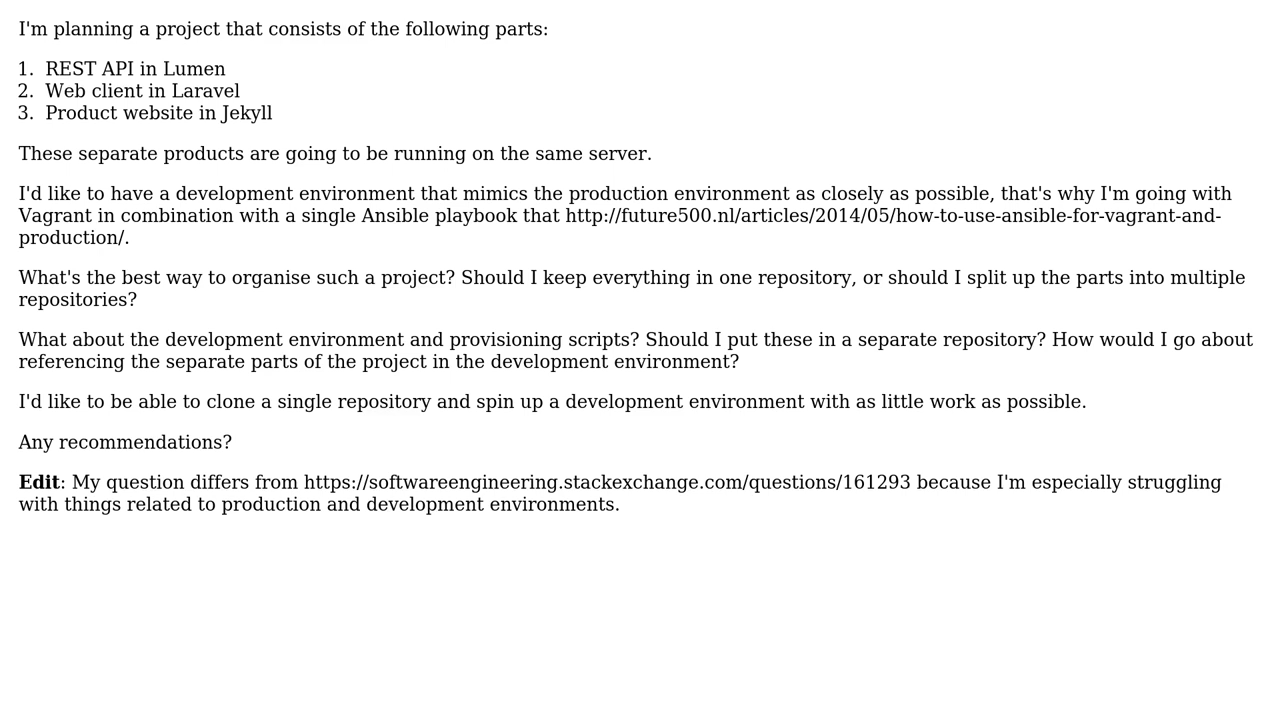 I'm planning a project that consists of the following parts:
1. REST API in Lumen
2. Web client in Laravel
3. Product website in Jekyll
These separate products are going to be running on the same server.
I'd like to have a development environment that mimics the production environment as closely as possible, that's why I'm going with
Vagrant in combination with a single Ansible playbook that http://future500.nl/articles/2014/05/how-to-use-ansible-for-vagrant-and-
production/.
What's the best way to organise such a project? Should I keep everything in one repository, or should I split up the parts into multiple
repositories?
What about the development environment and provisioning scripts? Should I put these in a separate repository? How would I go about
referencing the separate parts of the project in the development environment?
I'd like to be able to clone a single repository and spin up a development environment with as little work as possible.
Any recommendations?
Edit: My question differs from https://softwareengineering.stackexchange.com/questions/161293 because I'm especially struggling
with things related to production and development environments.